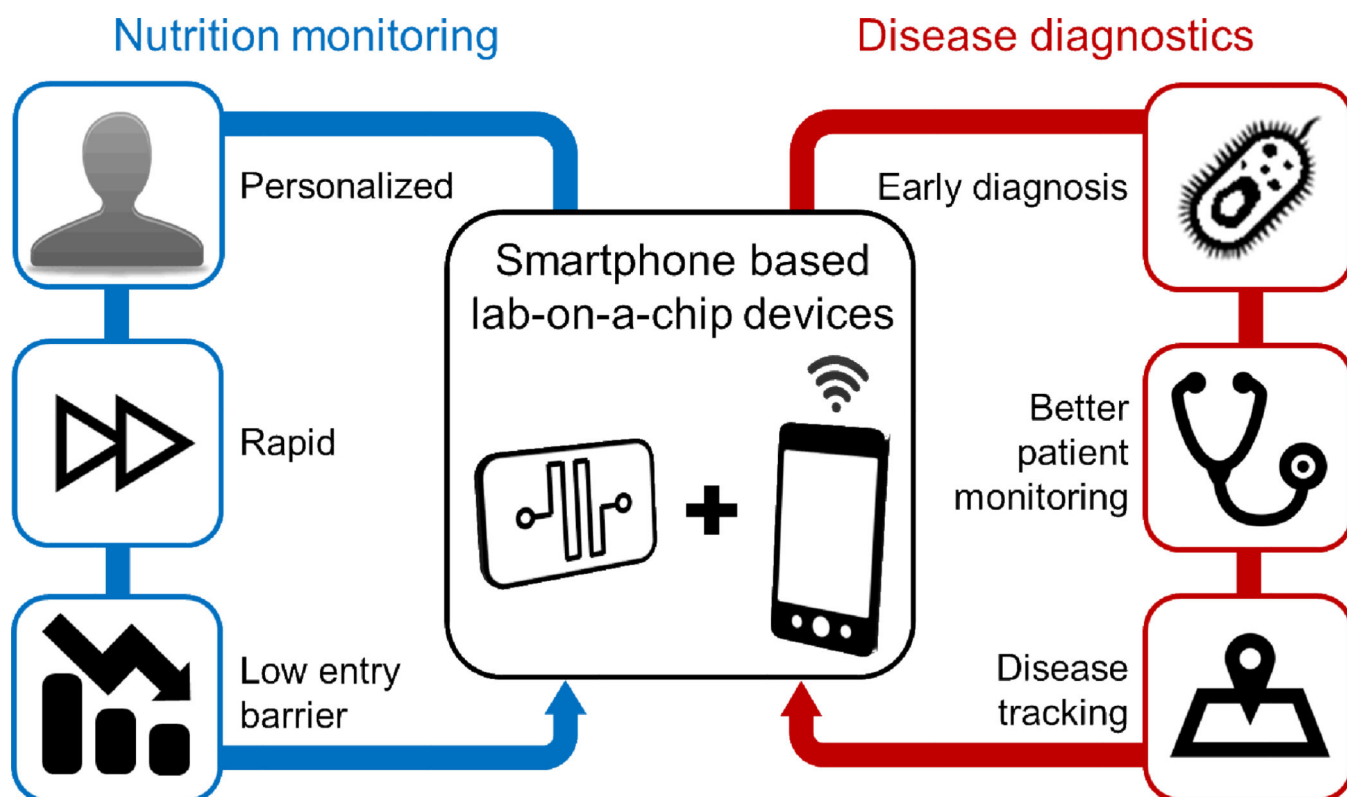 Nutrition monitoring
Disease diagnostics
Personalized
Early diagnosis
Smartphone based
lab-on-a-chip devices
Rapid
Better
patient
monitoring
Low entry
barrier
Disease
tracking